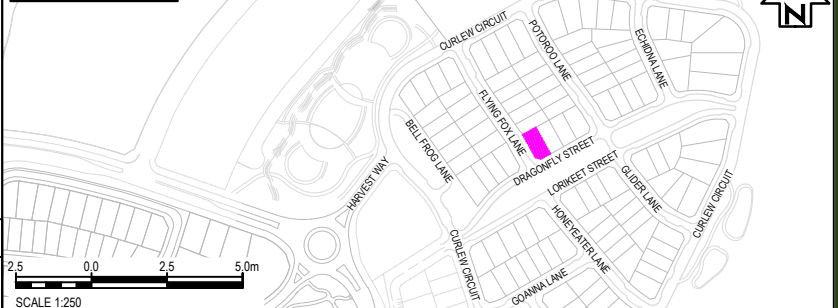 N
CURLEW CIRCUIT
POTOROO LANE
ECHIDNA LANE
FLYING FOX LANE
BELL FROG LANE
DRAGONFLY STREET
HARVEST WAY
LORIKEET STREET
GLIDER LANE
CURLEW CIRCUIT
HONEYEATER LANE
CURLEW CIRCUIT
GOANNA LANE
2.5 0.0 2.5 5.0m
SCALE 1:250